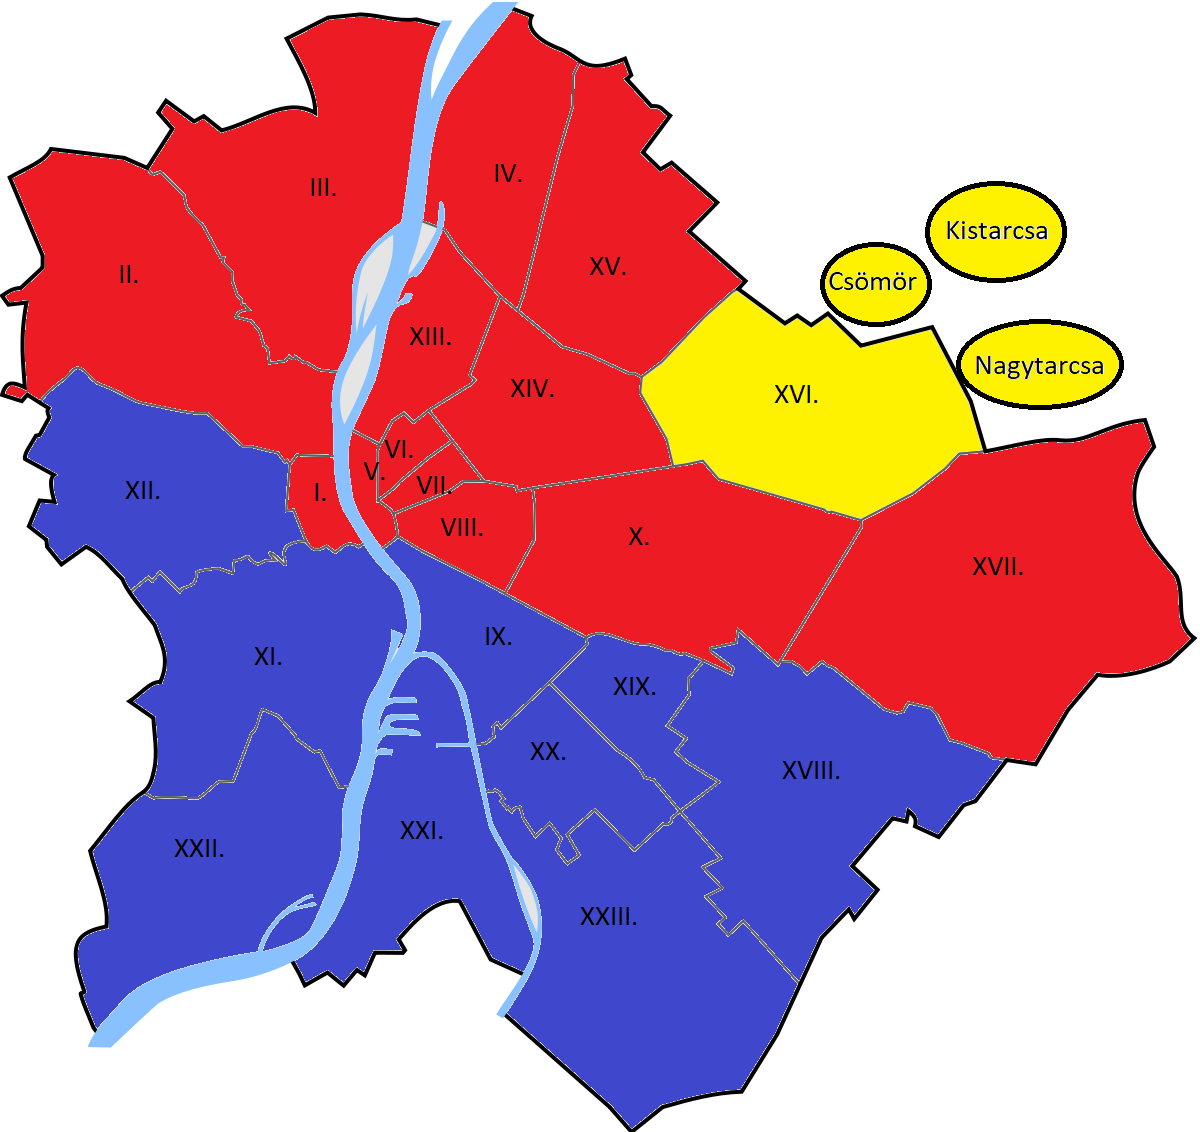 III.
IV.
Kistarcsa
XV.
II.
Csömör
XIII.
Nagytarcsa
XIV.
XVI.
VI.
V.
VII.
XII.
I.
VIII.
X.
XVII.
IX.
XI.
XIX.
XX.
XVIII.
XXI.
XXII.
XXIII.